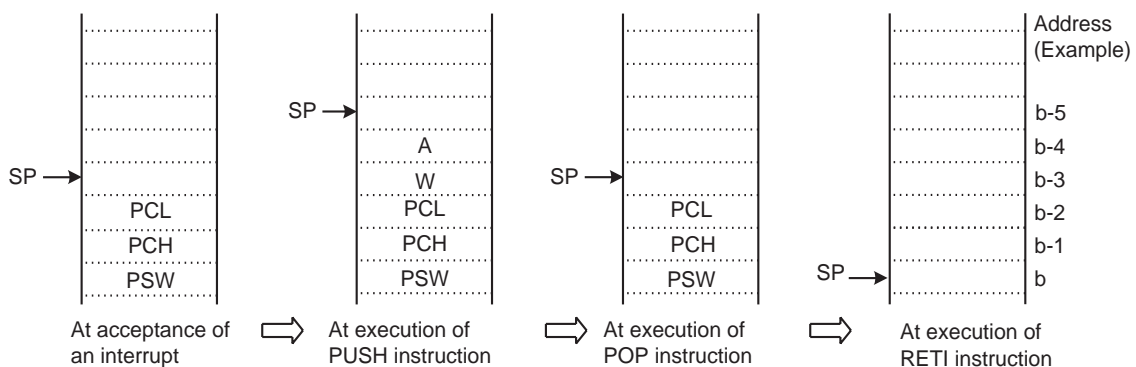 Address
(Example)
SP
b-5
A
b-4
SP
W
SP
b-3
PCL
PCL
PCL
b-2
PCH
PCH
PCH
b-1
PSW
PSW
PSW
SP
b
At acceptance of
an interrupt
At execution of
PUSH instruction
At execution of
POP instruction
At execution of
RETI instruction